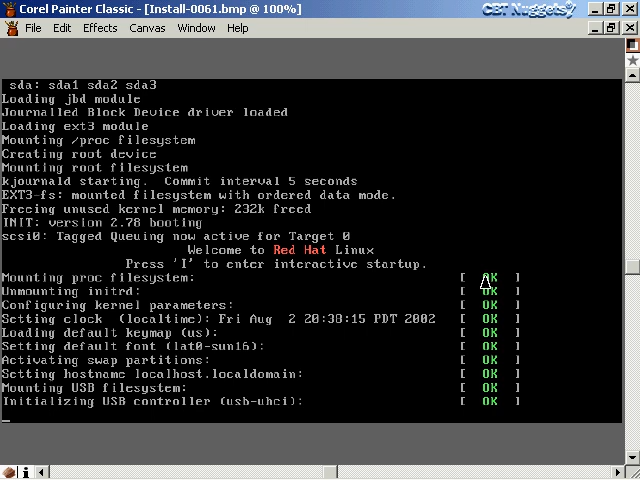 Corel Painter Classic - [Install-0061.bmp @ 100%]
CBT Nuggets
File Edit Effects Canvas Window Help
sda: sda1 sda2 sda3
Loading jbd module
Journalled Block Device driver loaded
Loading ext3 module
Mounting /proc filesystem
Creating root device
Mounting root filesystem
kjournald starting.  Commit interval 5 seconds
EXT3-fs: mounted filesystem with ordered data mode.
Freeing unused kernel memory: 232k freed
INIT: version 2.78 booting
scsi0: Tagged Queuing now active for Target 0
Welcome to Red Hat Linux
Press 'I' to enter interactive startup.
Mounting proc filesystem: [ OK ]
Unmounting initrd: [ OK ]
Configuring kernel parameters: [ OK ]
Setting clock  (localtime): Fri Aug  2 20:38:15 PDT 2002 [ OK ]
Loading default keymap (us): [ OK ]
Setting default font (lat0-sun16): [ OK ]
Activating swap partitions: [ OK ]
Setting hostname localhost.localdomain: [ OK ]
Mounting USB filesystem: [ OK ]
Initializing USB controller (usb-uhci): [ OK ]